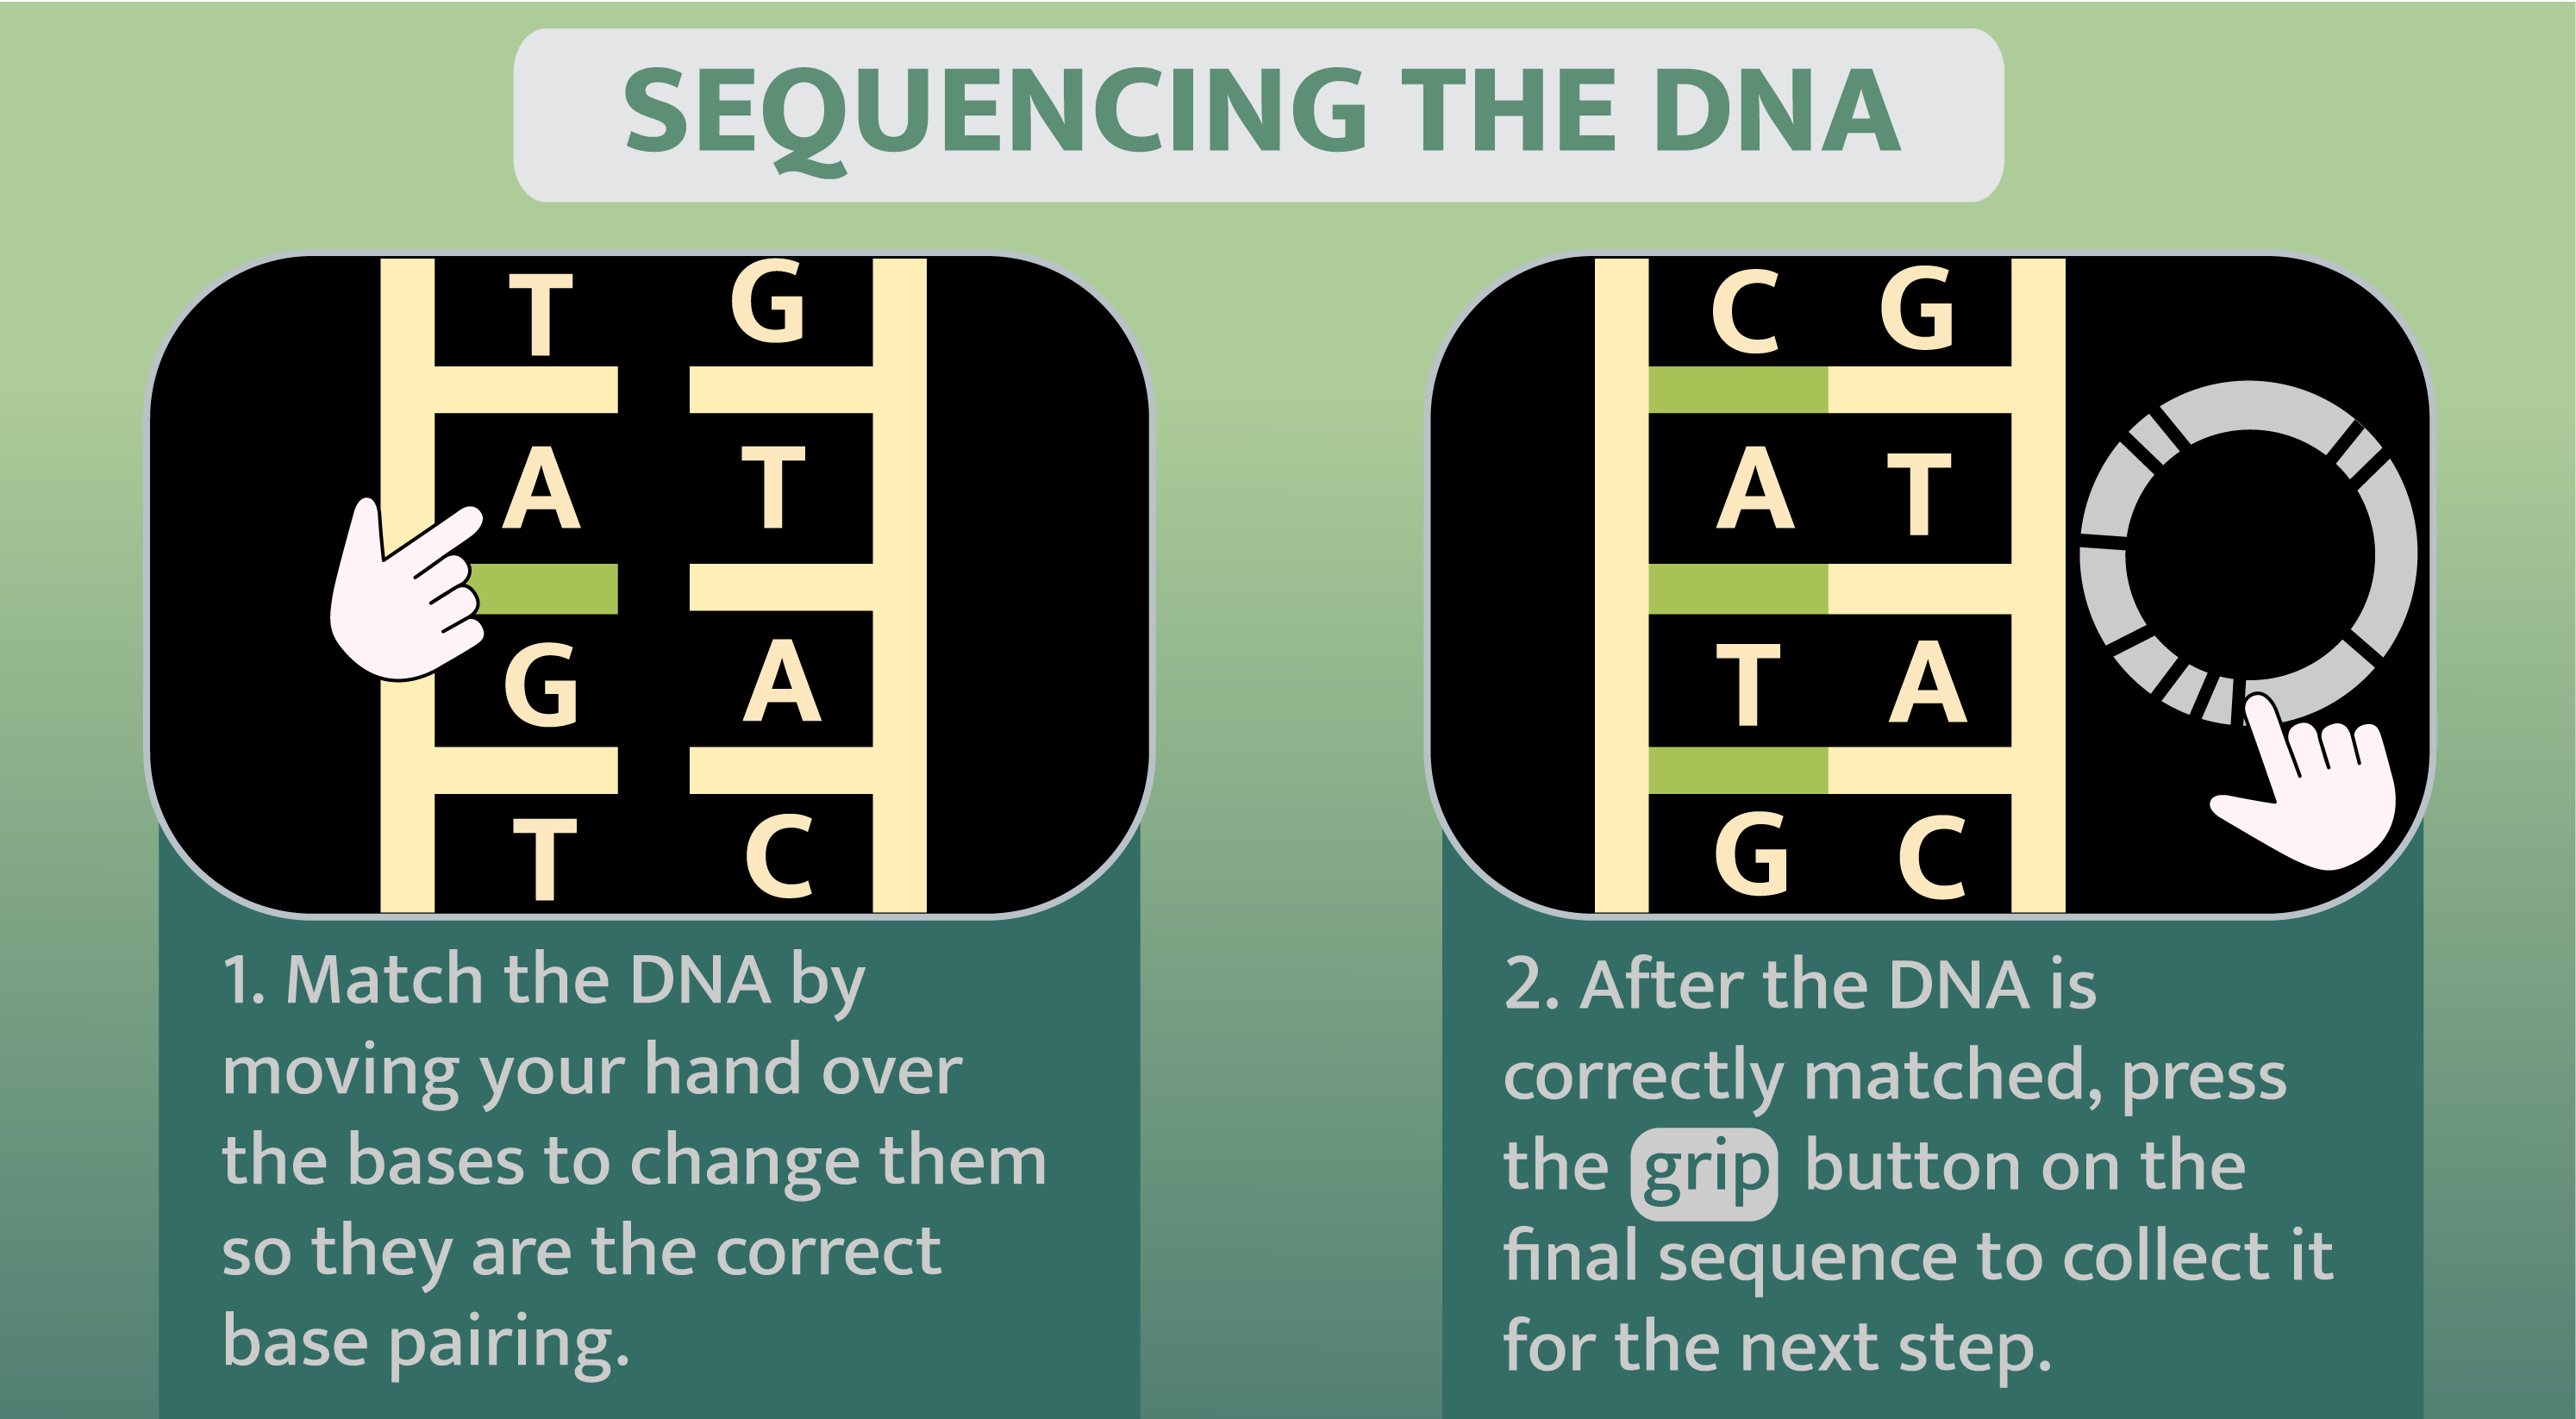 SEQUENCING THE DNA
T G
A T
G A
T C
1. Match the DNA by
moving your hand over
the bases to change them
so they are the correct
base pairing.
C G
A T
T A
G C
2. After the DNA is
correctly matched, press
the grip button on the
final sequence to collect it
for the next step.